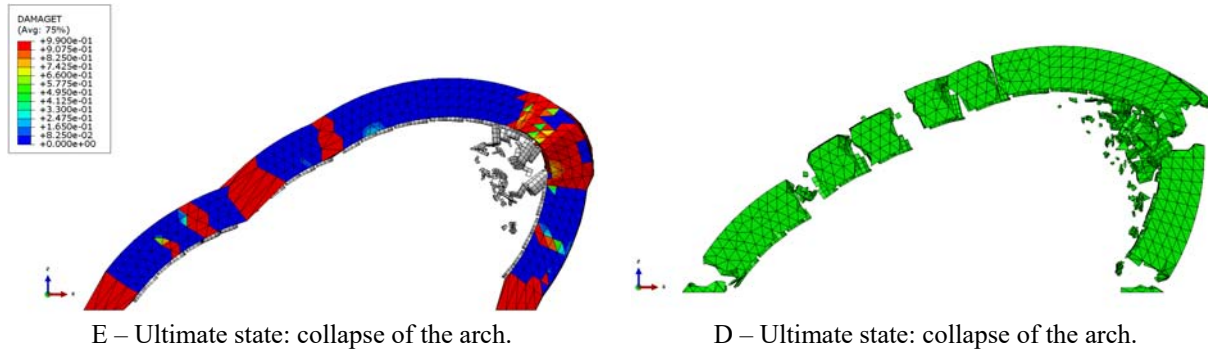 DAMAGET
(Avg: 75%)
+9.900e-01
+9.075e-01
+8.250e-01
+7.425e-01
+6.600e-01
+5.775e-01
+4.950e-01
+4.125e-01
+3.300e-01
+2.475e-01
+1.650e-01
+8.250e-02
+0.000e+00
E – Ultimate state: collapse of the arch.
D – Ultimate state: collapse of the arch.